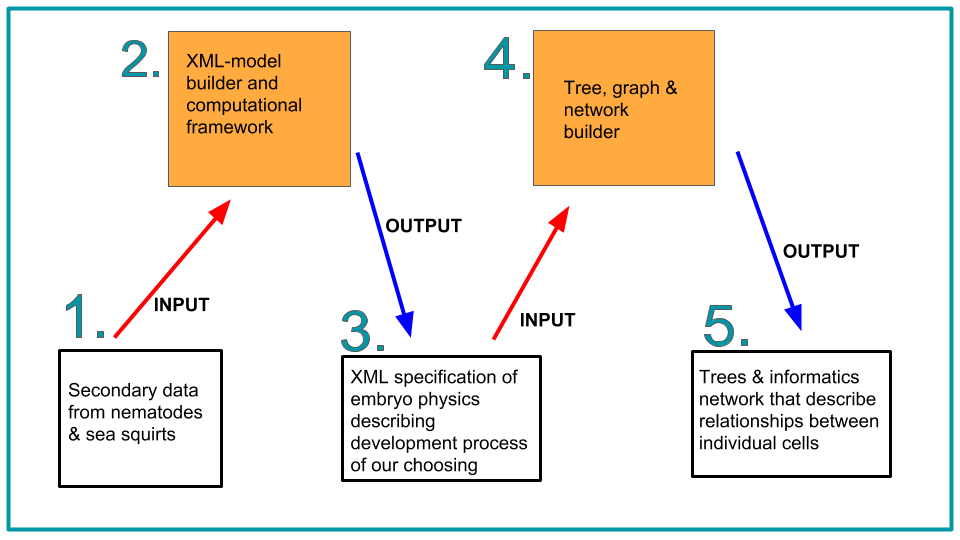 2.
XML-model
builder and
computational
framework
4.
Tree, graph &
network
builder
OUTPUT
OUTPUT
1.
INPUT
INPUT
Secondary data
from nematodes
& sea squirts
3.
XML specification of
embryo physics
describing
development process
of our choosing
5.
Trees & informatics
network that describe
relationships between
individual cells